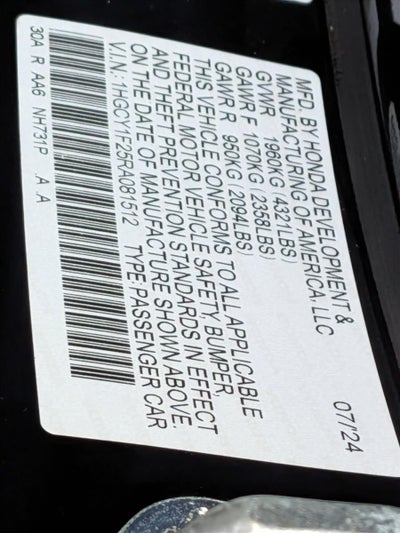 MFD. BY HONDA DEVELOPMENT &
MANUFACTURING OF AMERICA, LLC 07/24
GVWR 1960KG (4321LBS)
GAWR F 1070KG (2358LBS)
GAWR R 950KG (2094LBS)
THIS VEHICLE CONFORMS TO ALL APPLICABLE
FEDERAL MOTOR VEHICLE SAFETY, BUMPER,
AND THEFT PREVENTION STANDARDS IN EFFECT
ON THE DATE OF MANUFACTURE SHOWN ABOVE.
V.I.N.: 1HGCY1F25RA081512 TYPE:PASSENGER CAR
30A R AA6 NH731P .A .A